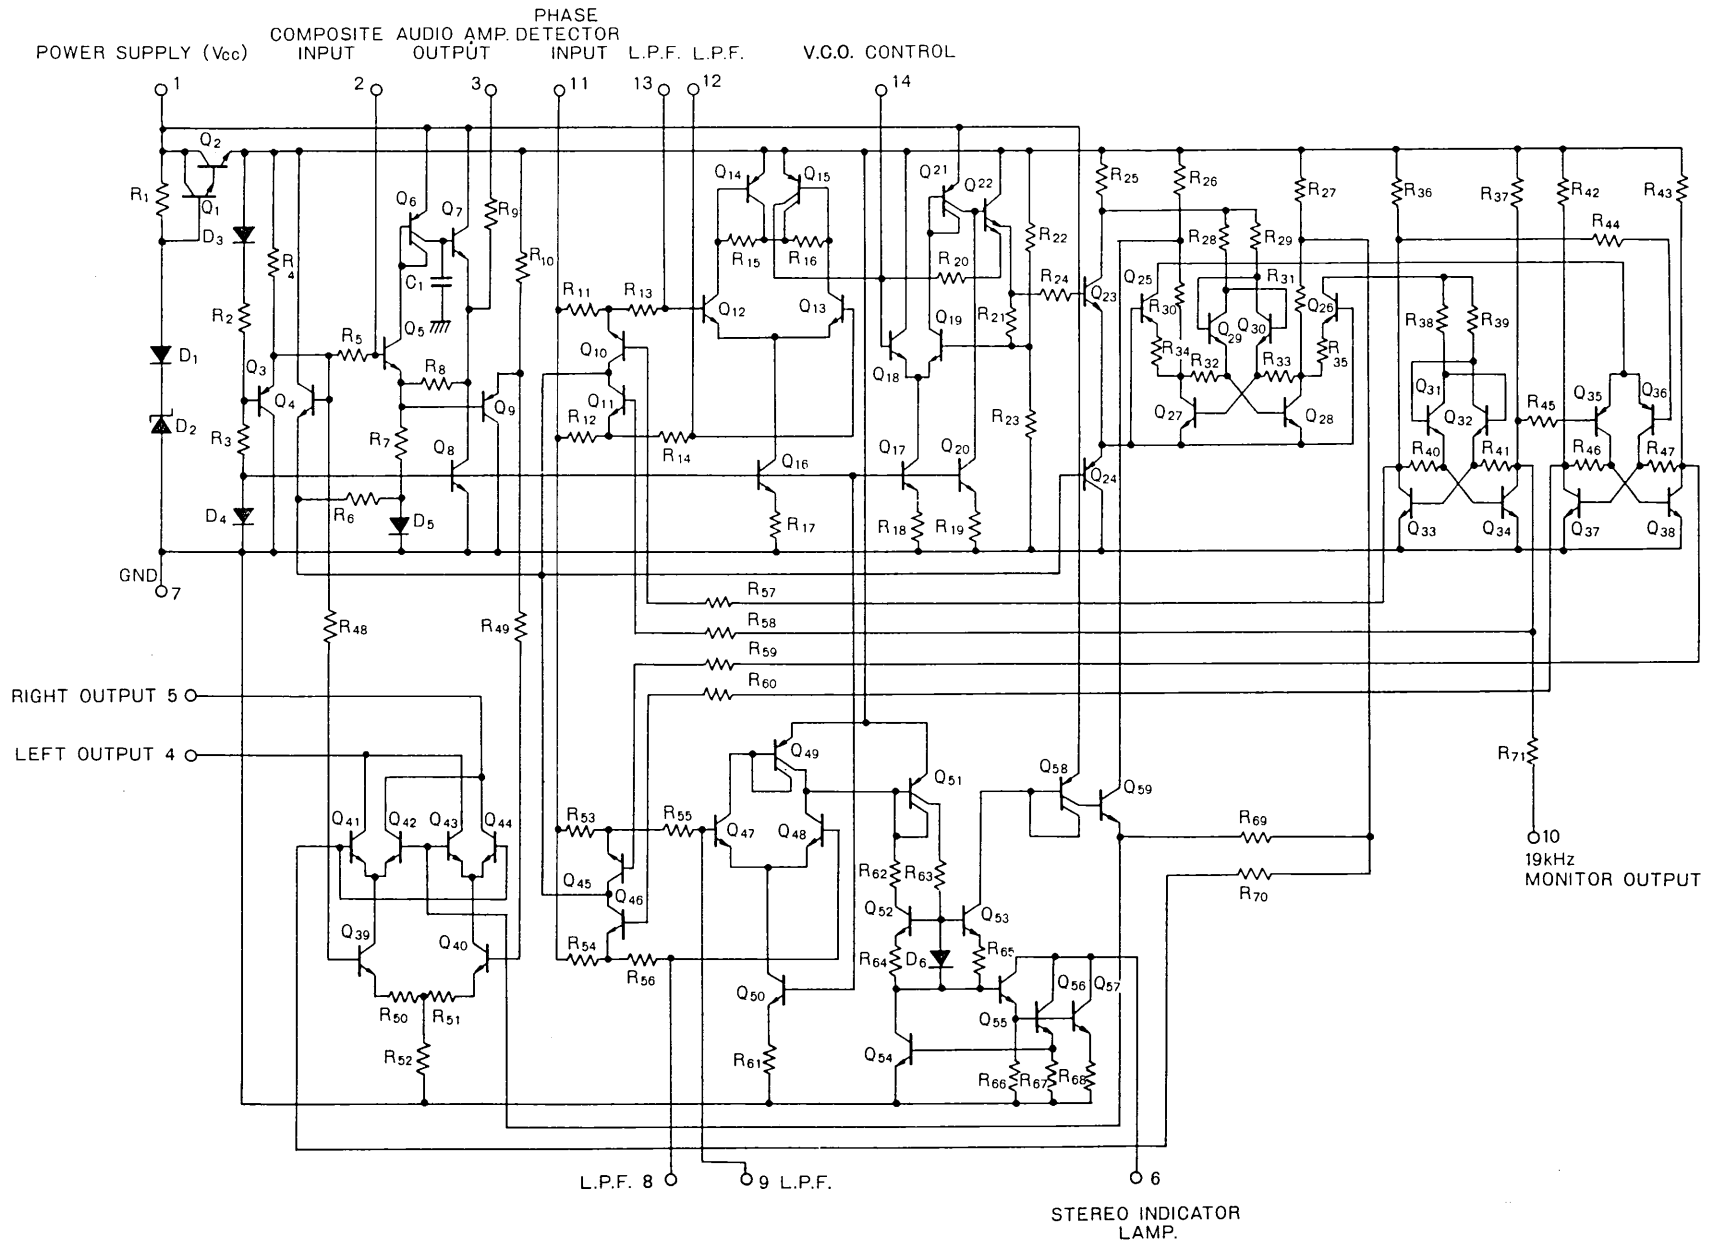 PHASE
COMPOSITE AUDIO AMP. DETECTOR
POWER SUPPLY (Vcc) INPUT OUTPUT INPUT L.P.F. L.P.F. V.C.O. CONTROL
1 2 3 11 13 12 14
Q2
Q14 Q15 Q21 Q22
R1 Q1 Q6 Q7 R9 R25 R26 R27 R36 R37 R42 R43
D3 R22 R28 R29 R44
R4 C1 R10 R15 R16 R20
R2 R11 R13 Q12 Q13 R21 R24 Q23 Q25 R30 R31 Q26 R38 R39
D1 Q3 R5 Q5 Q10 Q18 Q19 R34 R32 Q29 Q30 R33 R35
R8 Q4 Q9 Q11 R12 R23 Q27 Q28 Q31 Q32 R45 Q35 Q36
D2 R3 R7 Q8 R14 Q16 Q17 Q20 Q24 R40 R41 R46 R47
D4 R6 D5 R17 R18 R19 Q33 Q34 Q37 Q38
GND
7
R57
R48 R49 R58
R59
R60
RIGHT OUTPUT 5
LEFT OUTPUT 4
Q49 Q51 Q58 Q59 R71
Q41 Q42 Q43 Q44 R53 R55 Q47 Q48 R69 10
19kHz
MONITOR OUTPUT
Q45 Q46 R62 R63 R70
Q39 Q40 R54 R56 Q52 Q53
R64 D6 R65
R50 R51 Q50 Q55 Q56 Q57
R52 R61 Q54 R66 R67 R68
L.P.F. 8 9 L.P.F. 6
STEREO INDICATOR
LAMP.